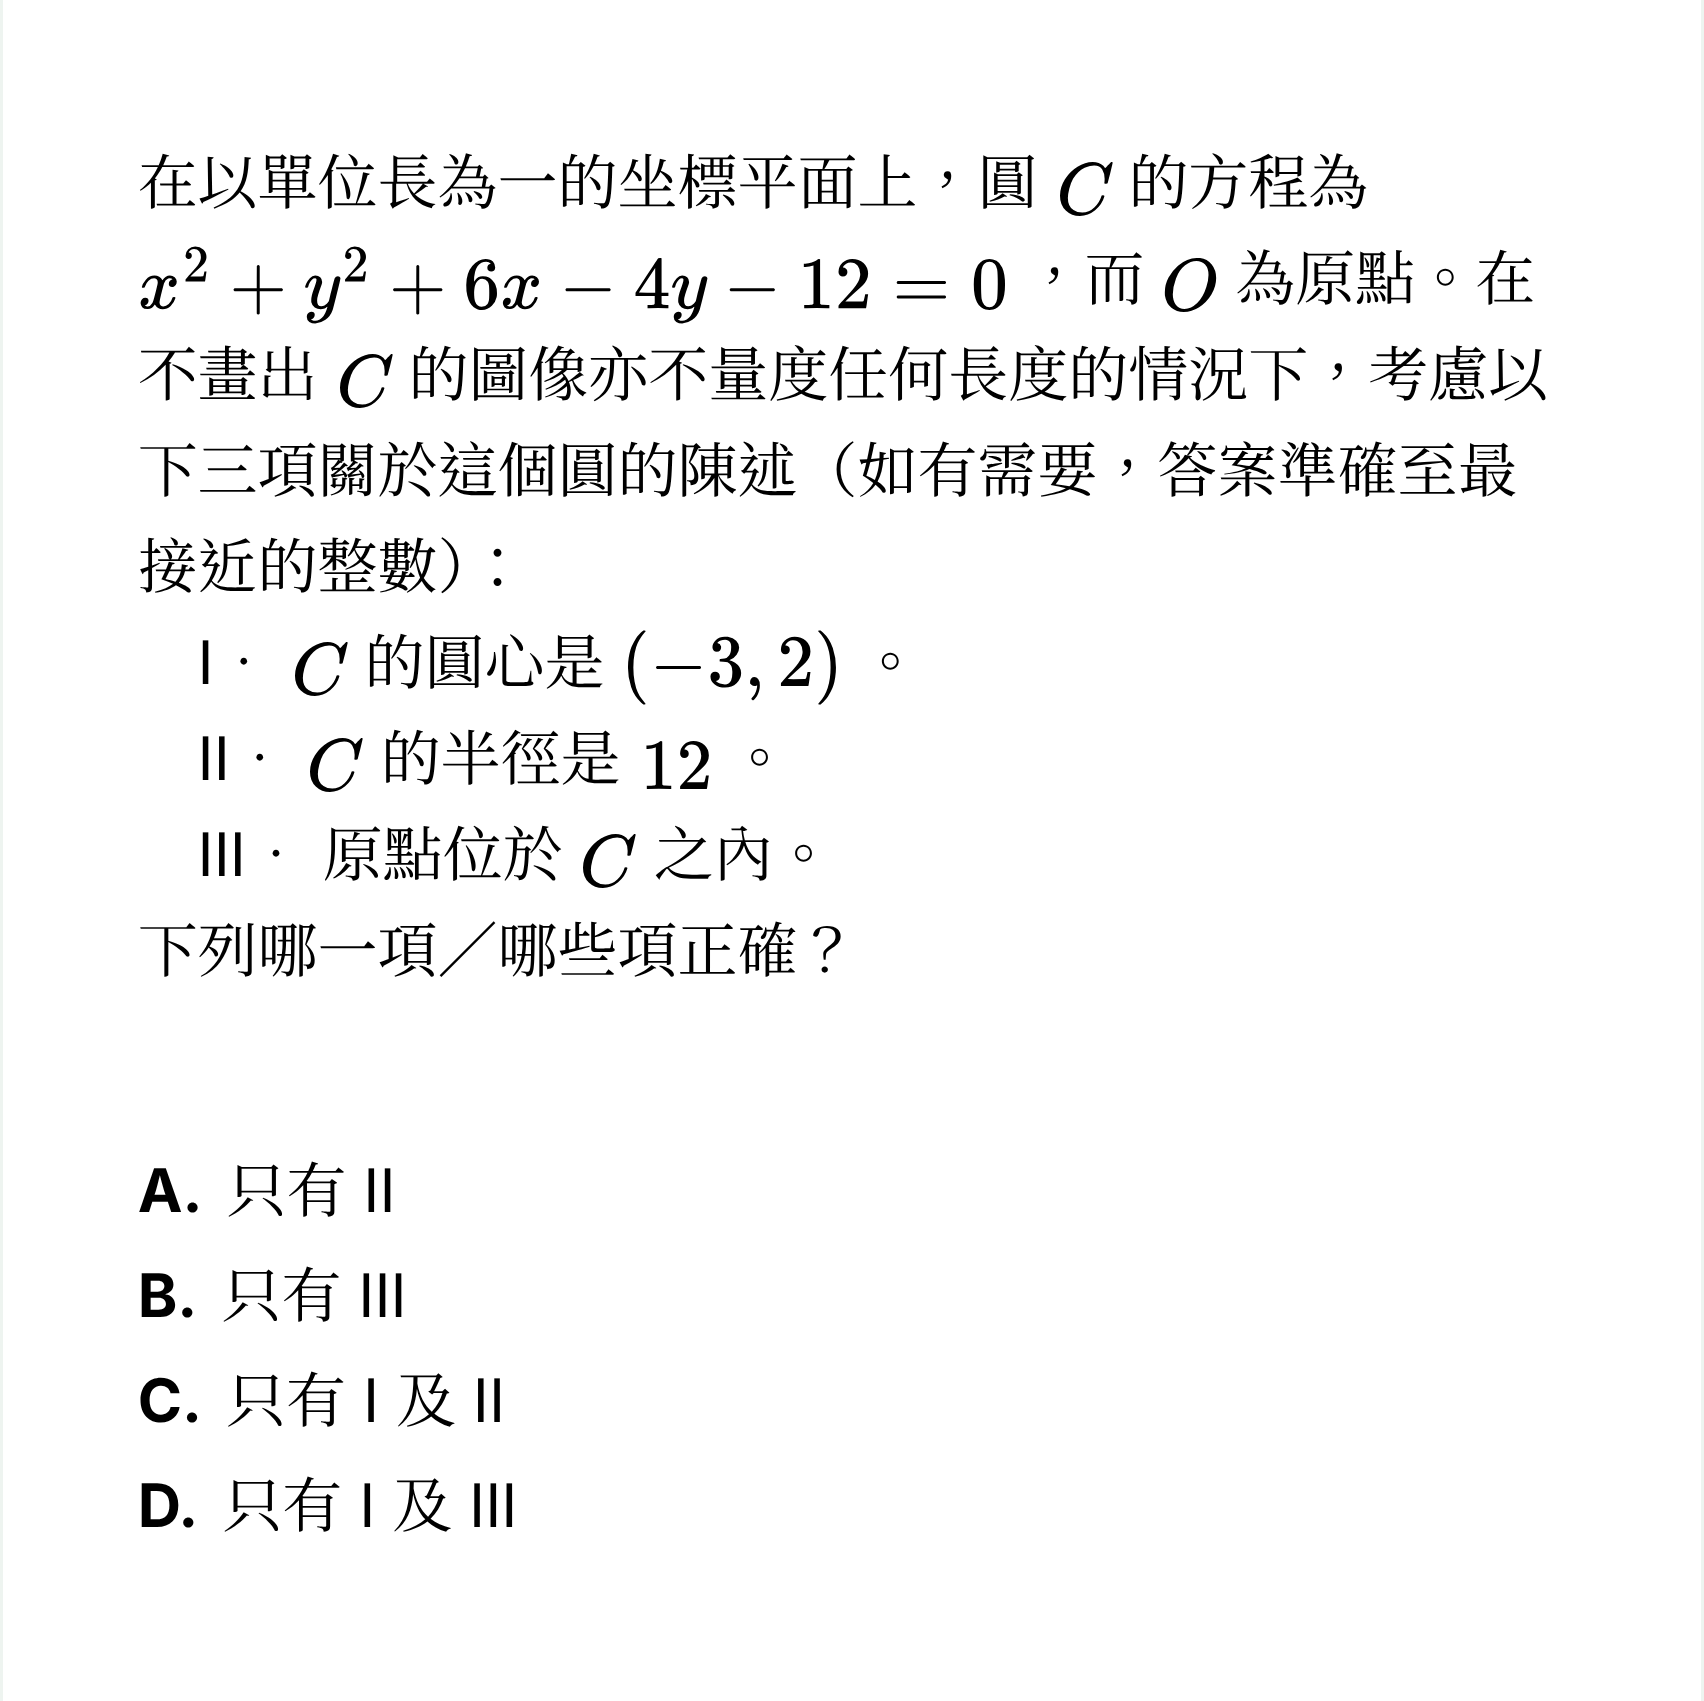 在以單位長為一的坐標平面上，圓 C 的方程為
x² + y² + 6x − 4y − 12 = 0 ，而 O 為原點。在
不畫出 C 的圖像亦不量度任何長度的情況下，考慮以
下三項關於這個圓的陳述（如有需要，答案準確至最
接近的整數）：
I． C 的圓心是 (−3, 2) 。
II． C 的半徑是 12 。
III． 原點位於 C 之內。
下列哪一項／哪些項正確？
A. 只有 II
B. 只有 III
C. 只有 I 及 II
D. 只有 I 及 III